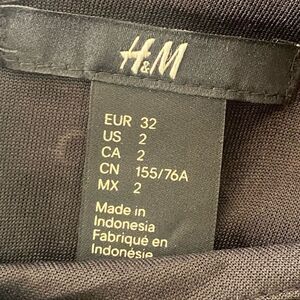 H&M
EUR 32
US 2
CA 2
CN 155/76A
MX 2
Made in
Indonesia
Fabriqué en
Indonésie